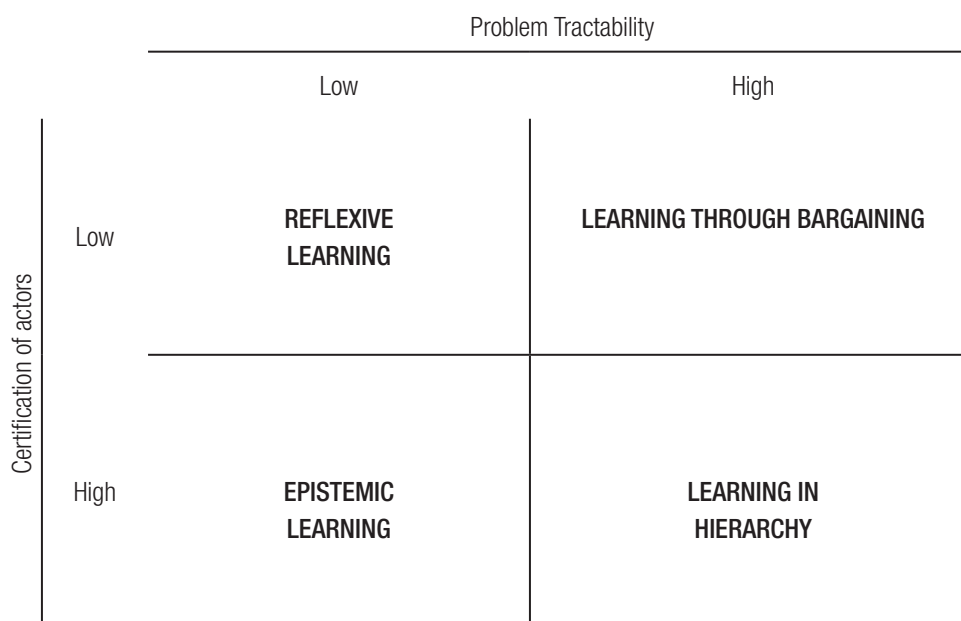 Problem Tractability
Low
High
Certification of actors
Low
REFLEXIVE
LEARNING
LEARNING THROUGH BARGAINING
High
EPISTEMIC
LEARNING
LEARNING IN
HIERARCHY